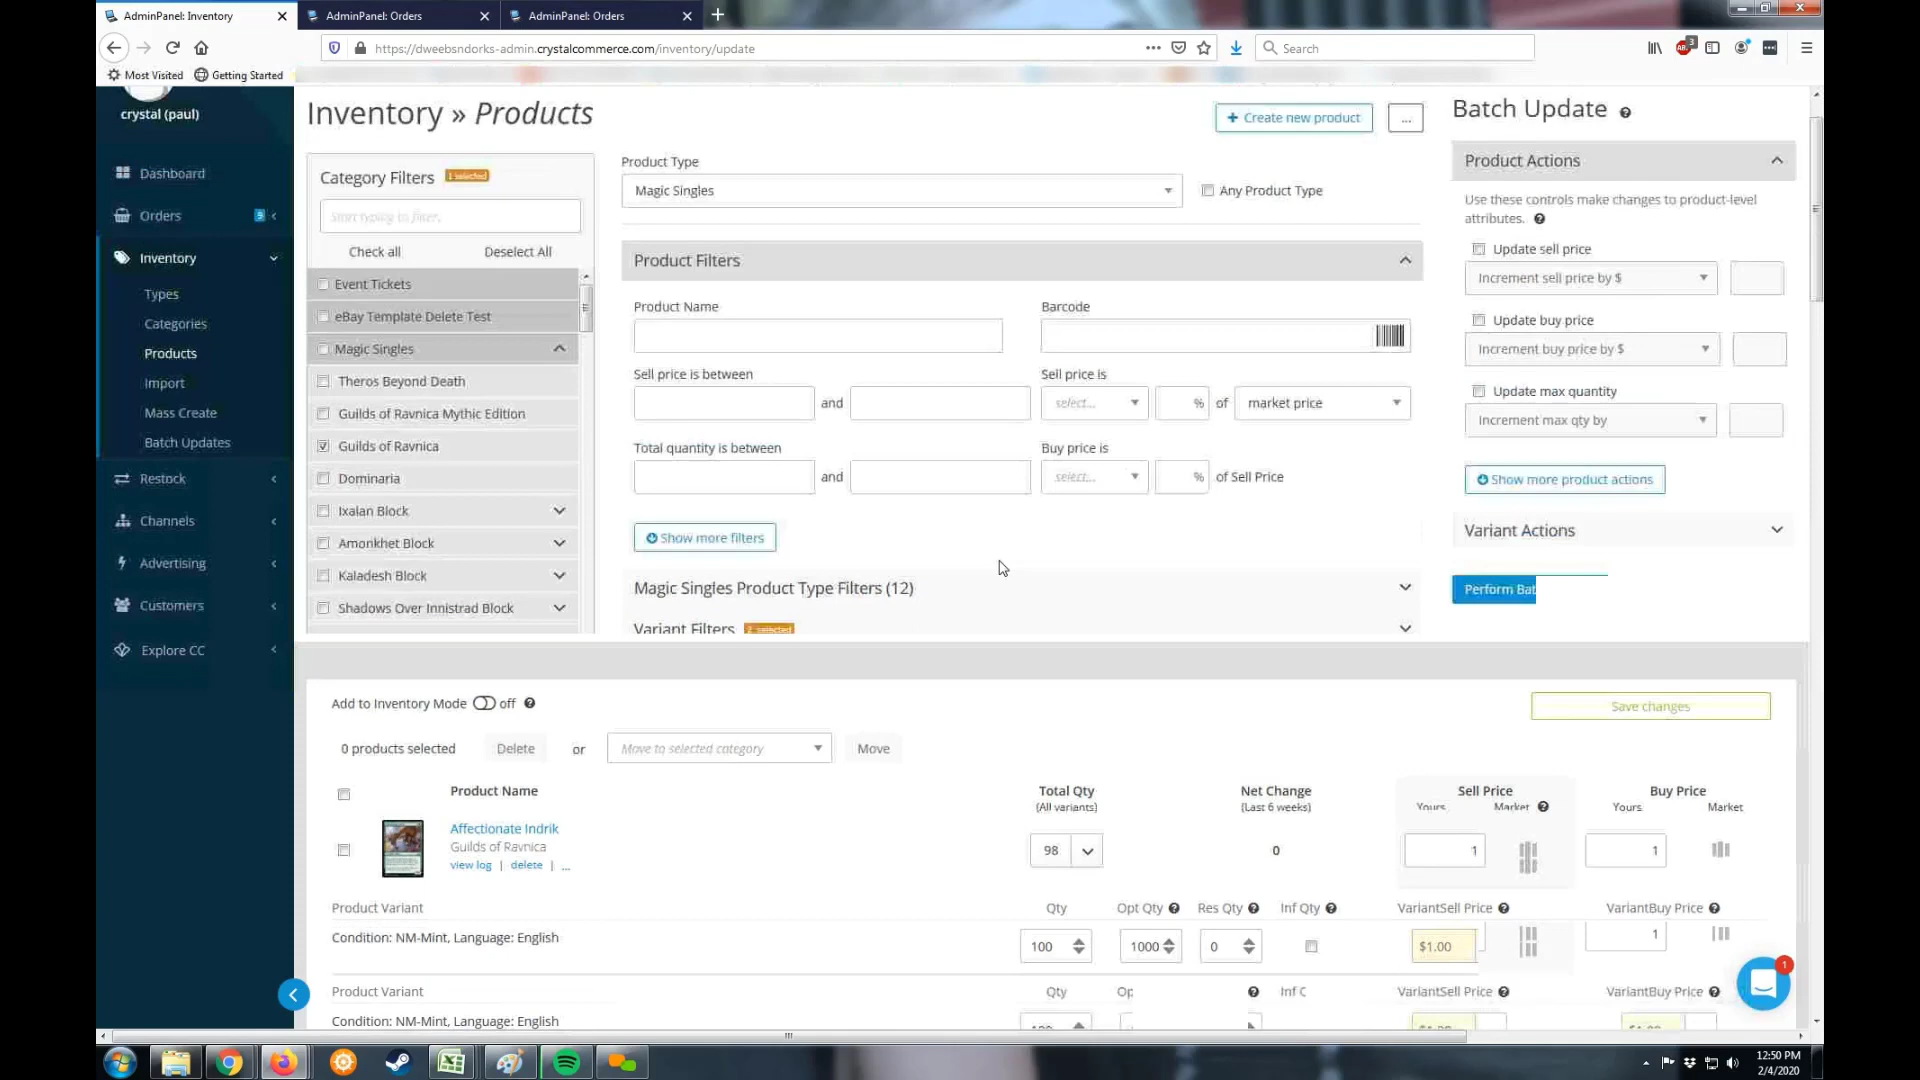 AdminPanel: Inventory
AdminPanel: Orders
AdminPanel: Orders
https://dweebsndorks-admin.crystalcommerce.com/inventory/update
Search
3
Most Visited
Getting Started
crystal (paul)
Dashboard
Orders
9
Inventory
Types
Categories
Products
Import
Mass Create
Batch Updates
Restock
Channels
Advertising
Customers
Explore CC
Inventory » Products
+ Create new product
...
Category Filters
1 selected
Start typing to filter.
Check all
Deselect All
Event Tickets
eBay Template Delete Test
Magic Singles
Theros Beyond Death
Guilds of Ravnica Mythic Edition
Guilds of Ravnica
Dominaria
Ixalan Block
Amonkhet Block
Kaladesh Block
Shadows Over Innistrad Block
Product Type
Magic Singles
Any Product Type
Product Filters
Product Name
Barcode
Sell price is between
and
Sell price is
select...
%
of
market price
Total quantity is between
and
Buy price is
select...
%
of Sell Price
Show more filters
Magic Singles Product Type Filters (12)
Variant Filters
selected
Batch Update
Product Actions
Use these controls make changes to product-level
attributes.
Update sell price
Increment sell price by $
Update buy price
Increment buy price by $
Update max quantity
Increment max qty by
Show more product actions
Variant Actions
Perform Bat
Add to Inventory Mode
off
Save changes
0 products selected
Delete
or
Move to selected category
Move
Product Name
Total Qty
(All variants)
Net Change
(Last 6 weeks)
Sell Price
Yours
Market
Buy Price
Yours
Market
Affectionate Indrik
Guilds of Ravnica
view log | delete | ...
98
0
1
1
Product Variant
Qty
Opt Qty
Res Qty
Inf Qty
VariantSell Price
VariantBuy Price
Condition: NM-Mint, Language: English
100
1000
0
$1.00
1
Product Variant
Qty
Op
Inf C
VariantSell Price
VariantBuy Price
Condition: NM-Mint, Language: English
1
12:50 PM
2/4/2020